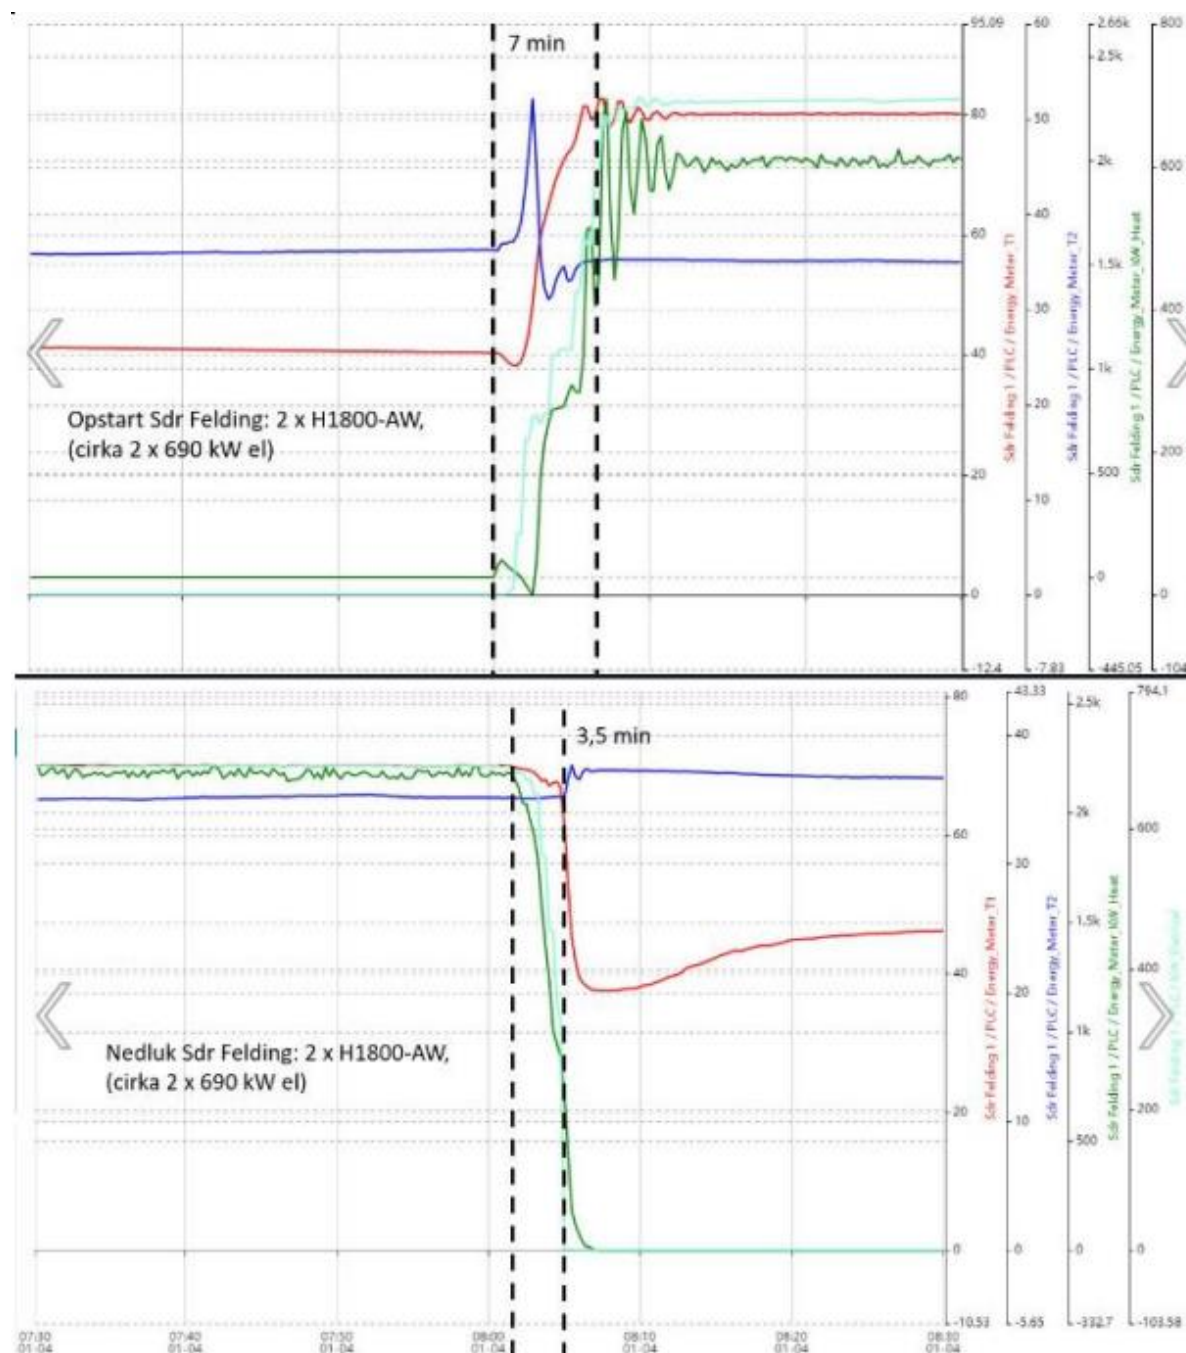 7 min
95.09 60 2.66k 800
2.5k
80 50
2k 600
40
60
1.5k
30 400
40
1k
20
200
20 500
10
0
0 0 0
-12.4 -7.83 -445.05 -104
Sdr Felding 1 / PLC / Energy_Meter_T1
Sdr Felding 1 / PLC / Energy_Meter_T2
Sdr Felding 1 / PLC / Energy_Meter_kW_Heat
Opstart Sdr Felding: 2 x H1800-AW,
(cirka 2 x 690 kW el)
3,5 min
80 43.33 794.1
2.5k
40
2k
60 600
30
1.5k
40 400
20
1k
20 200
10
500
0 0 0 0
-10.53 -5.65 -332.7 -103.58
Sdr Felding 1 / PLC / Energy_Meter_T1
Sdr Felding 1 / PLC / Energy_Meter_T2
Sdr Felding 1 / PLC / Energy_Meter_kW_Heat
Nedluk Sdr Felding: 2 x H1800-AW,
(cirka 2 x 690 kW el)
07:30 07:40 07:50 08:00 08:10 08:20 08:30
01-04 01-04 01-04 01-04 01-04 01-04 01-04